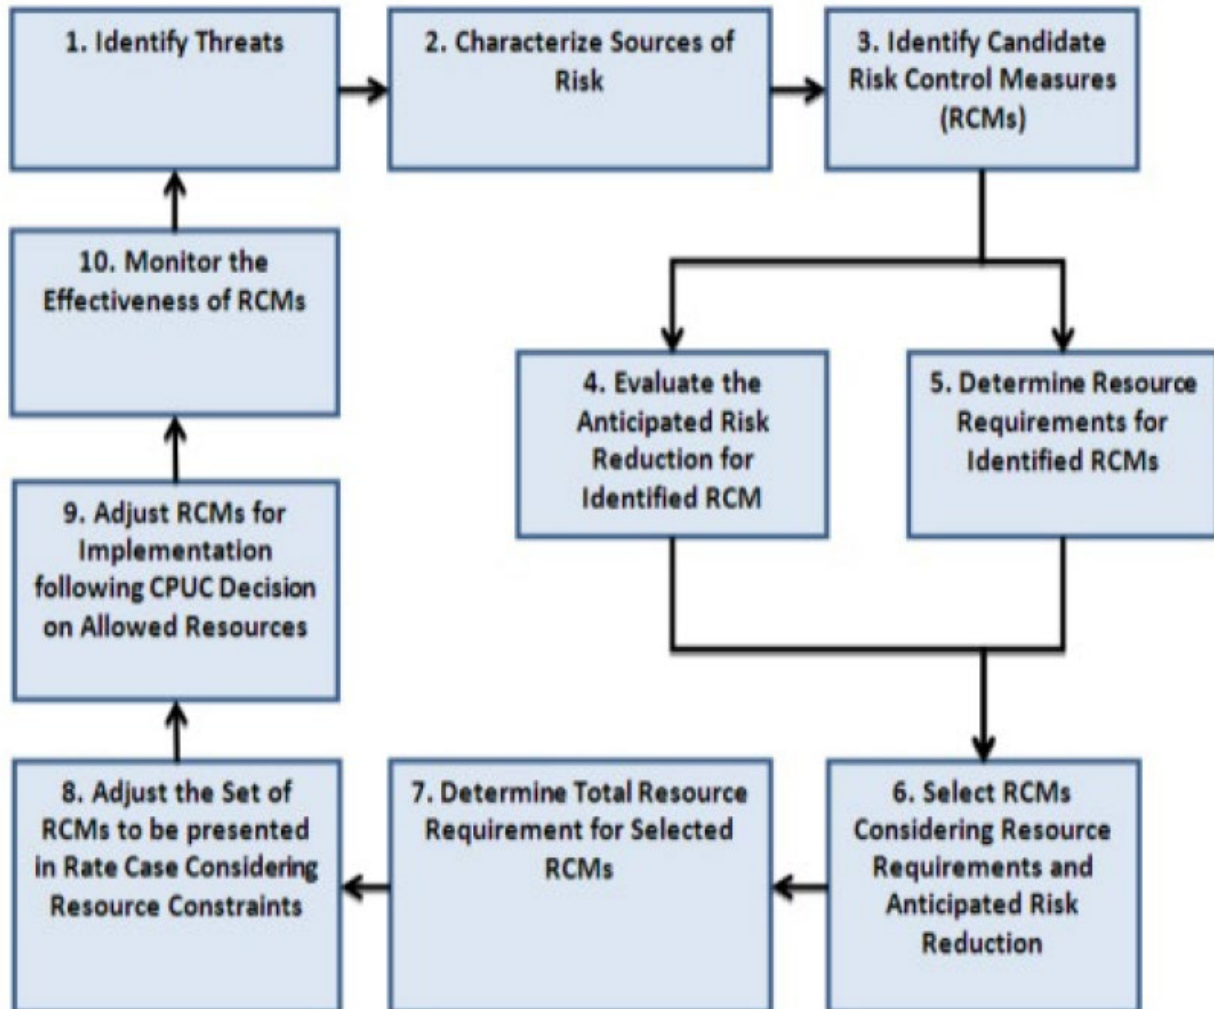 1. Identify Threats
2. Characterize Sources of
Risk
3. Identify Candidate
Risk Control Measures
(RCMs)
4. Evaluate the
Anticipated Risk
Reduction for
Identified RCM
5. Determine Resource
Requirements for
Identified RCMs
6. Select RCMs
Considering Resource
Requirements and
Anticipated Risk
Reduction
7. Determine Total Resource
Requirement for Selected
RCMs
8. Adjust the Set of
RCMs to be presented
in Rate Case Considering
Resource Constraints
9. Adjust RCMs for
Implementation
following CPUC Decision
on Allowed Resources
10. Monitor the
Effectiveness of RCMs